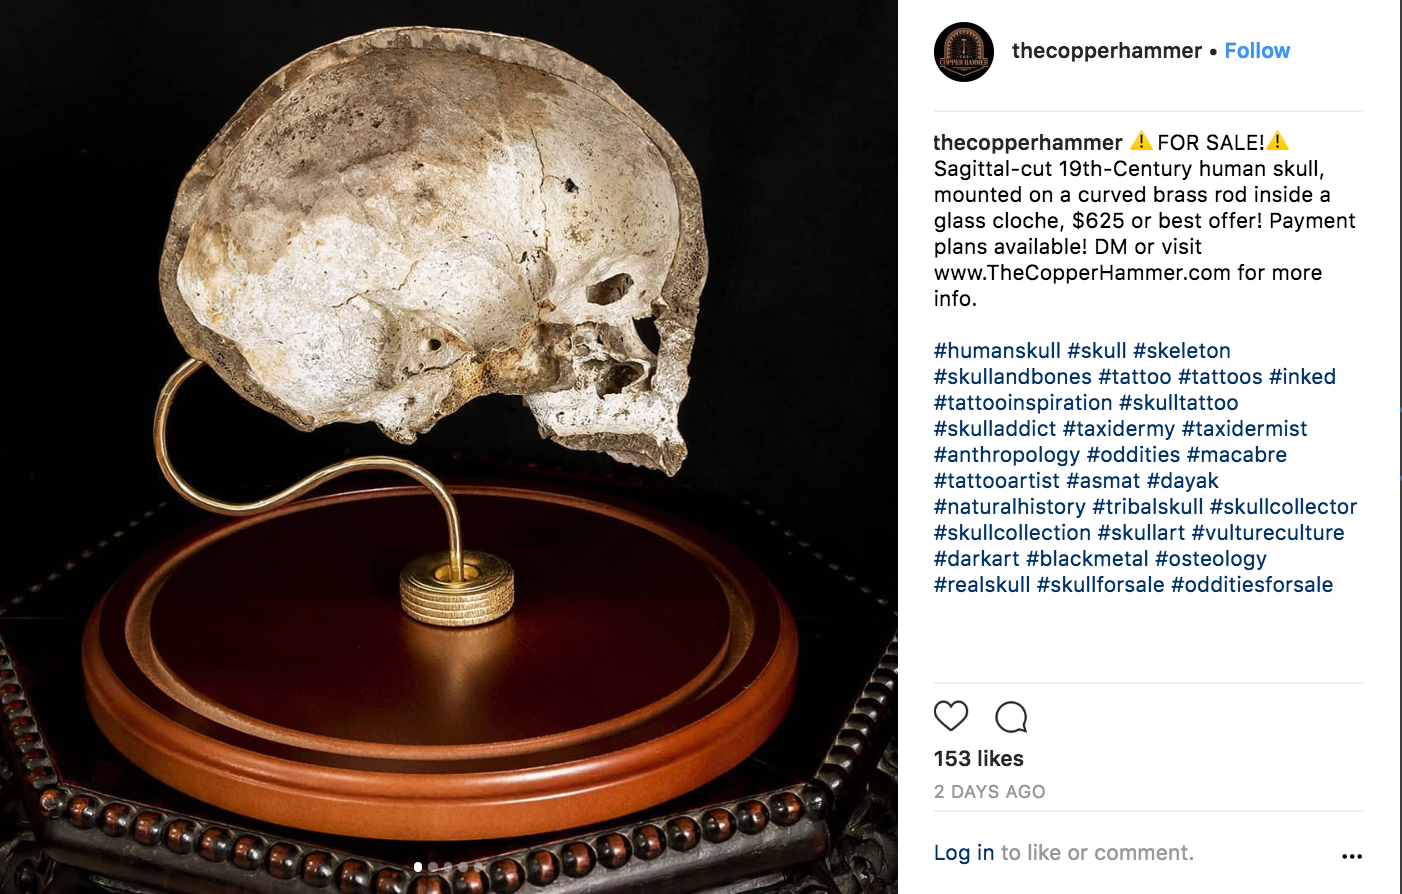 THE
COPPER HAMMER
thecopperhammer • Follow
thecopperhammer ⚠️ FOR SALE!⚠️
Sagittal-cut 19th-Century human skull,
mounted on a curved brass rod inside a
glass cloche, $625 or best offer! Payment
plans available! DM or visit
www.TheCopperHammer.com for more
info.
#humanskull #skull #skeleton
#skullandbones #tattoo #tattoos #inked
#tattooinspiration #skulltattoo
#skulladdict #taxidermy #taxidermist
#anthropology #oddities #macabre
#tattooartist #asmat #dayak
#naturalhistory #tribalskull #skullcollector
#skullcollection #skullart #vultureculture
#darkart #blackmetal #osteology
#realskull #skullforsale #odditiesforsale
153 likes
2 DAYS AGO
Log in to like or comment.